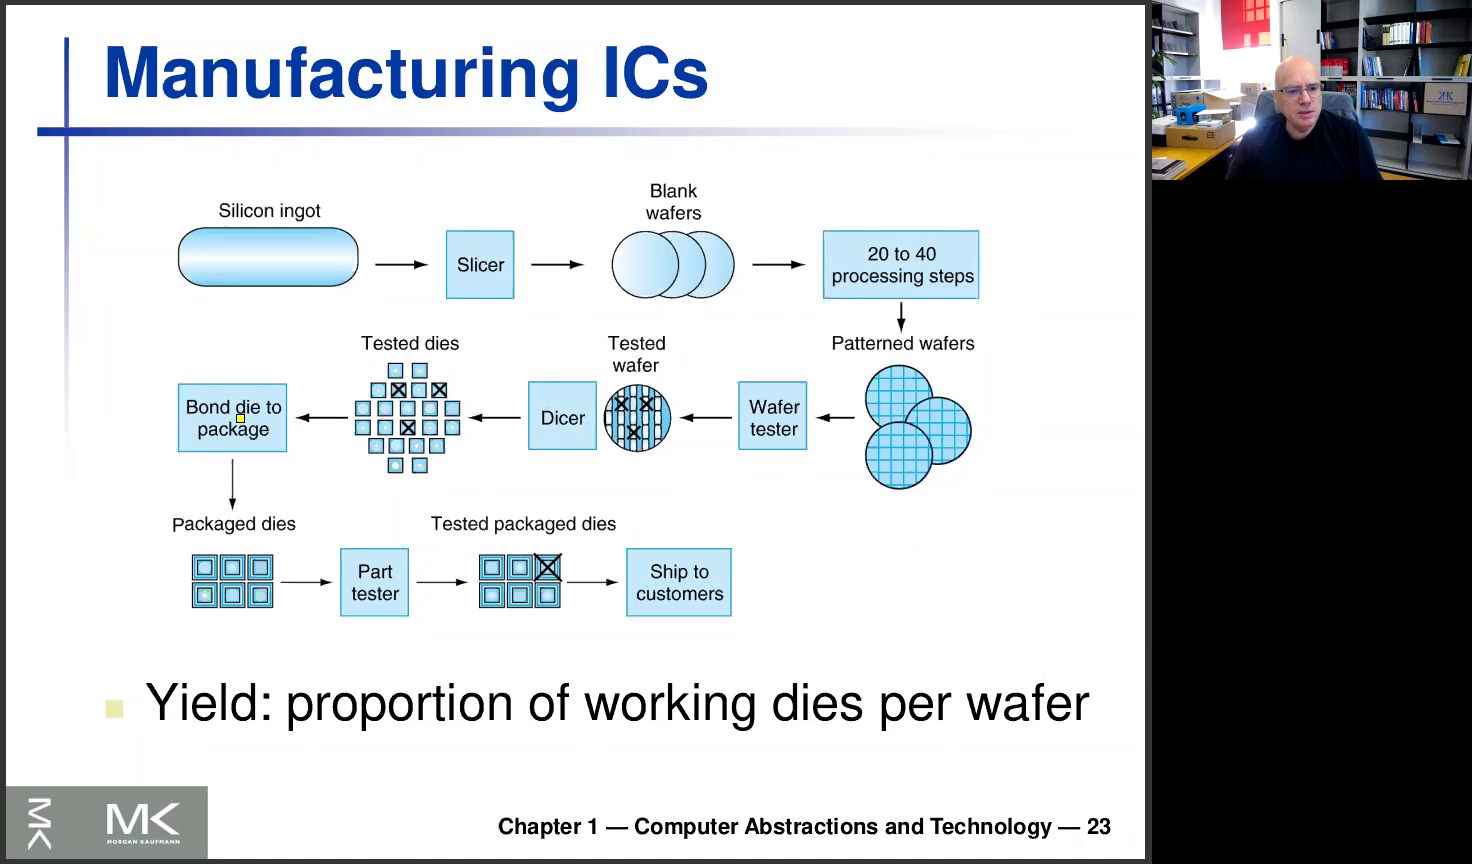 Manufacturing ICs
Silicon ingot
Slicer
Blank
wafers
20 to 40
processing steps
Patterned wafers
Wafer
tester
Tested
wafer
Dicer
Tested dies
Bond die to
package
Packaged dies
Part
tester
Tested packaged dies
Ship to
customers
Yield: proportion of working dies per wafer
MK
MK
MORGAN KAUFMANN
Chapter 1 — Computer Abstractions and Technology — 23